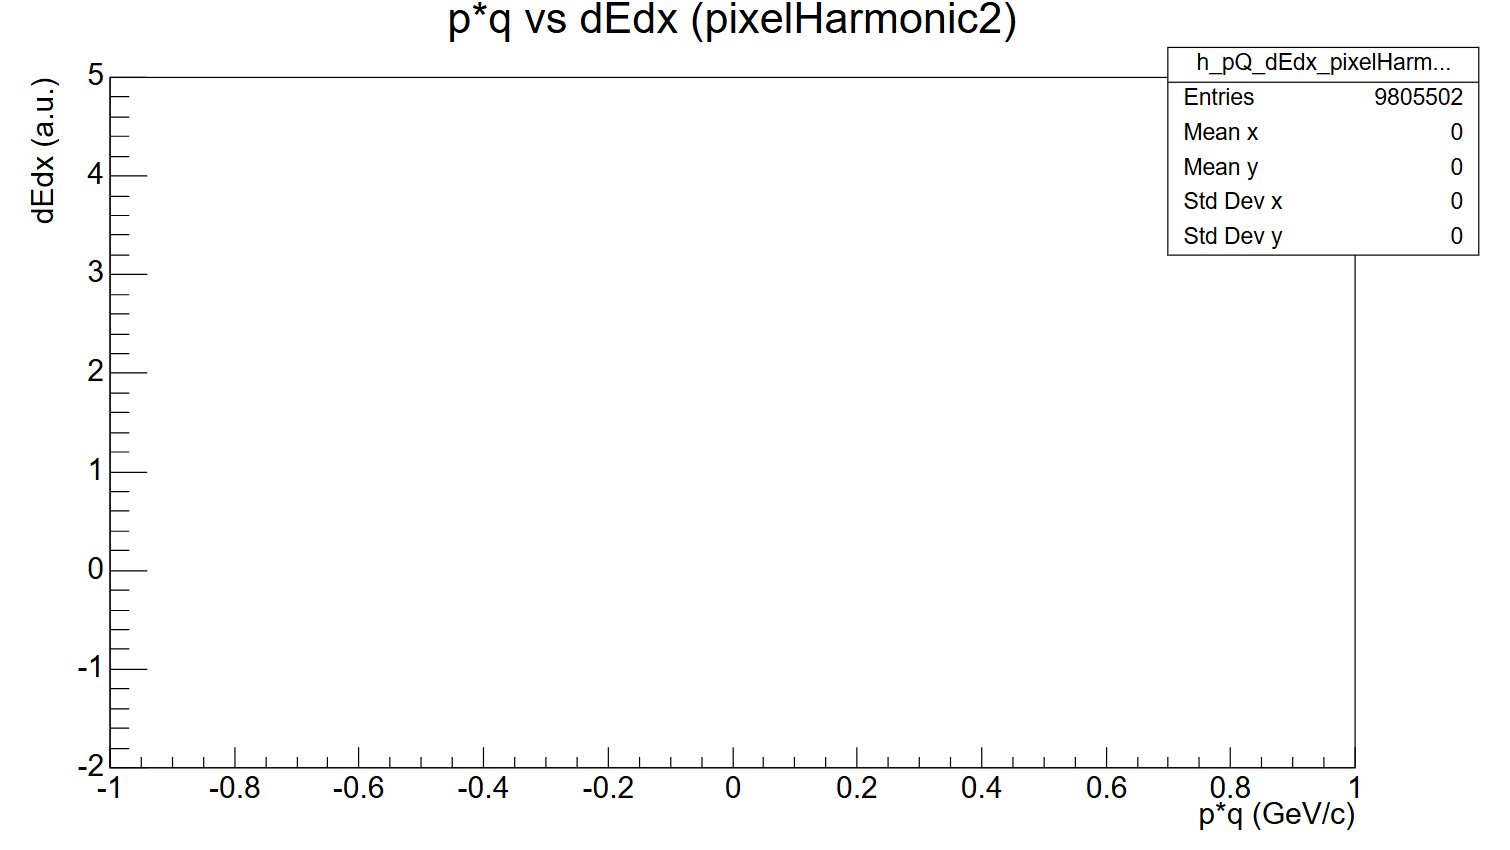 p*q vs dEdx (pixelHarmonic2)
h_pQ_dEdx_pixelHarm...
Entries 9805502
Mean x 0
Mean y 0
Std Dev x 0
Std Dev y 0
dEdx (a.u.)
5
4
3
2
1
0
-1
-2
-1 -0.8 -0.6 -0.4 -0.2 0 0.2 0.4 0.6 0.8 1
p*q (GeV/c)